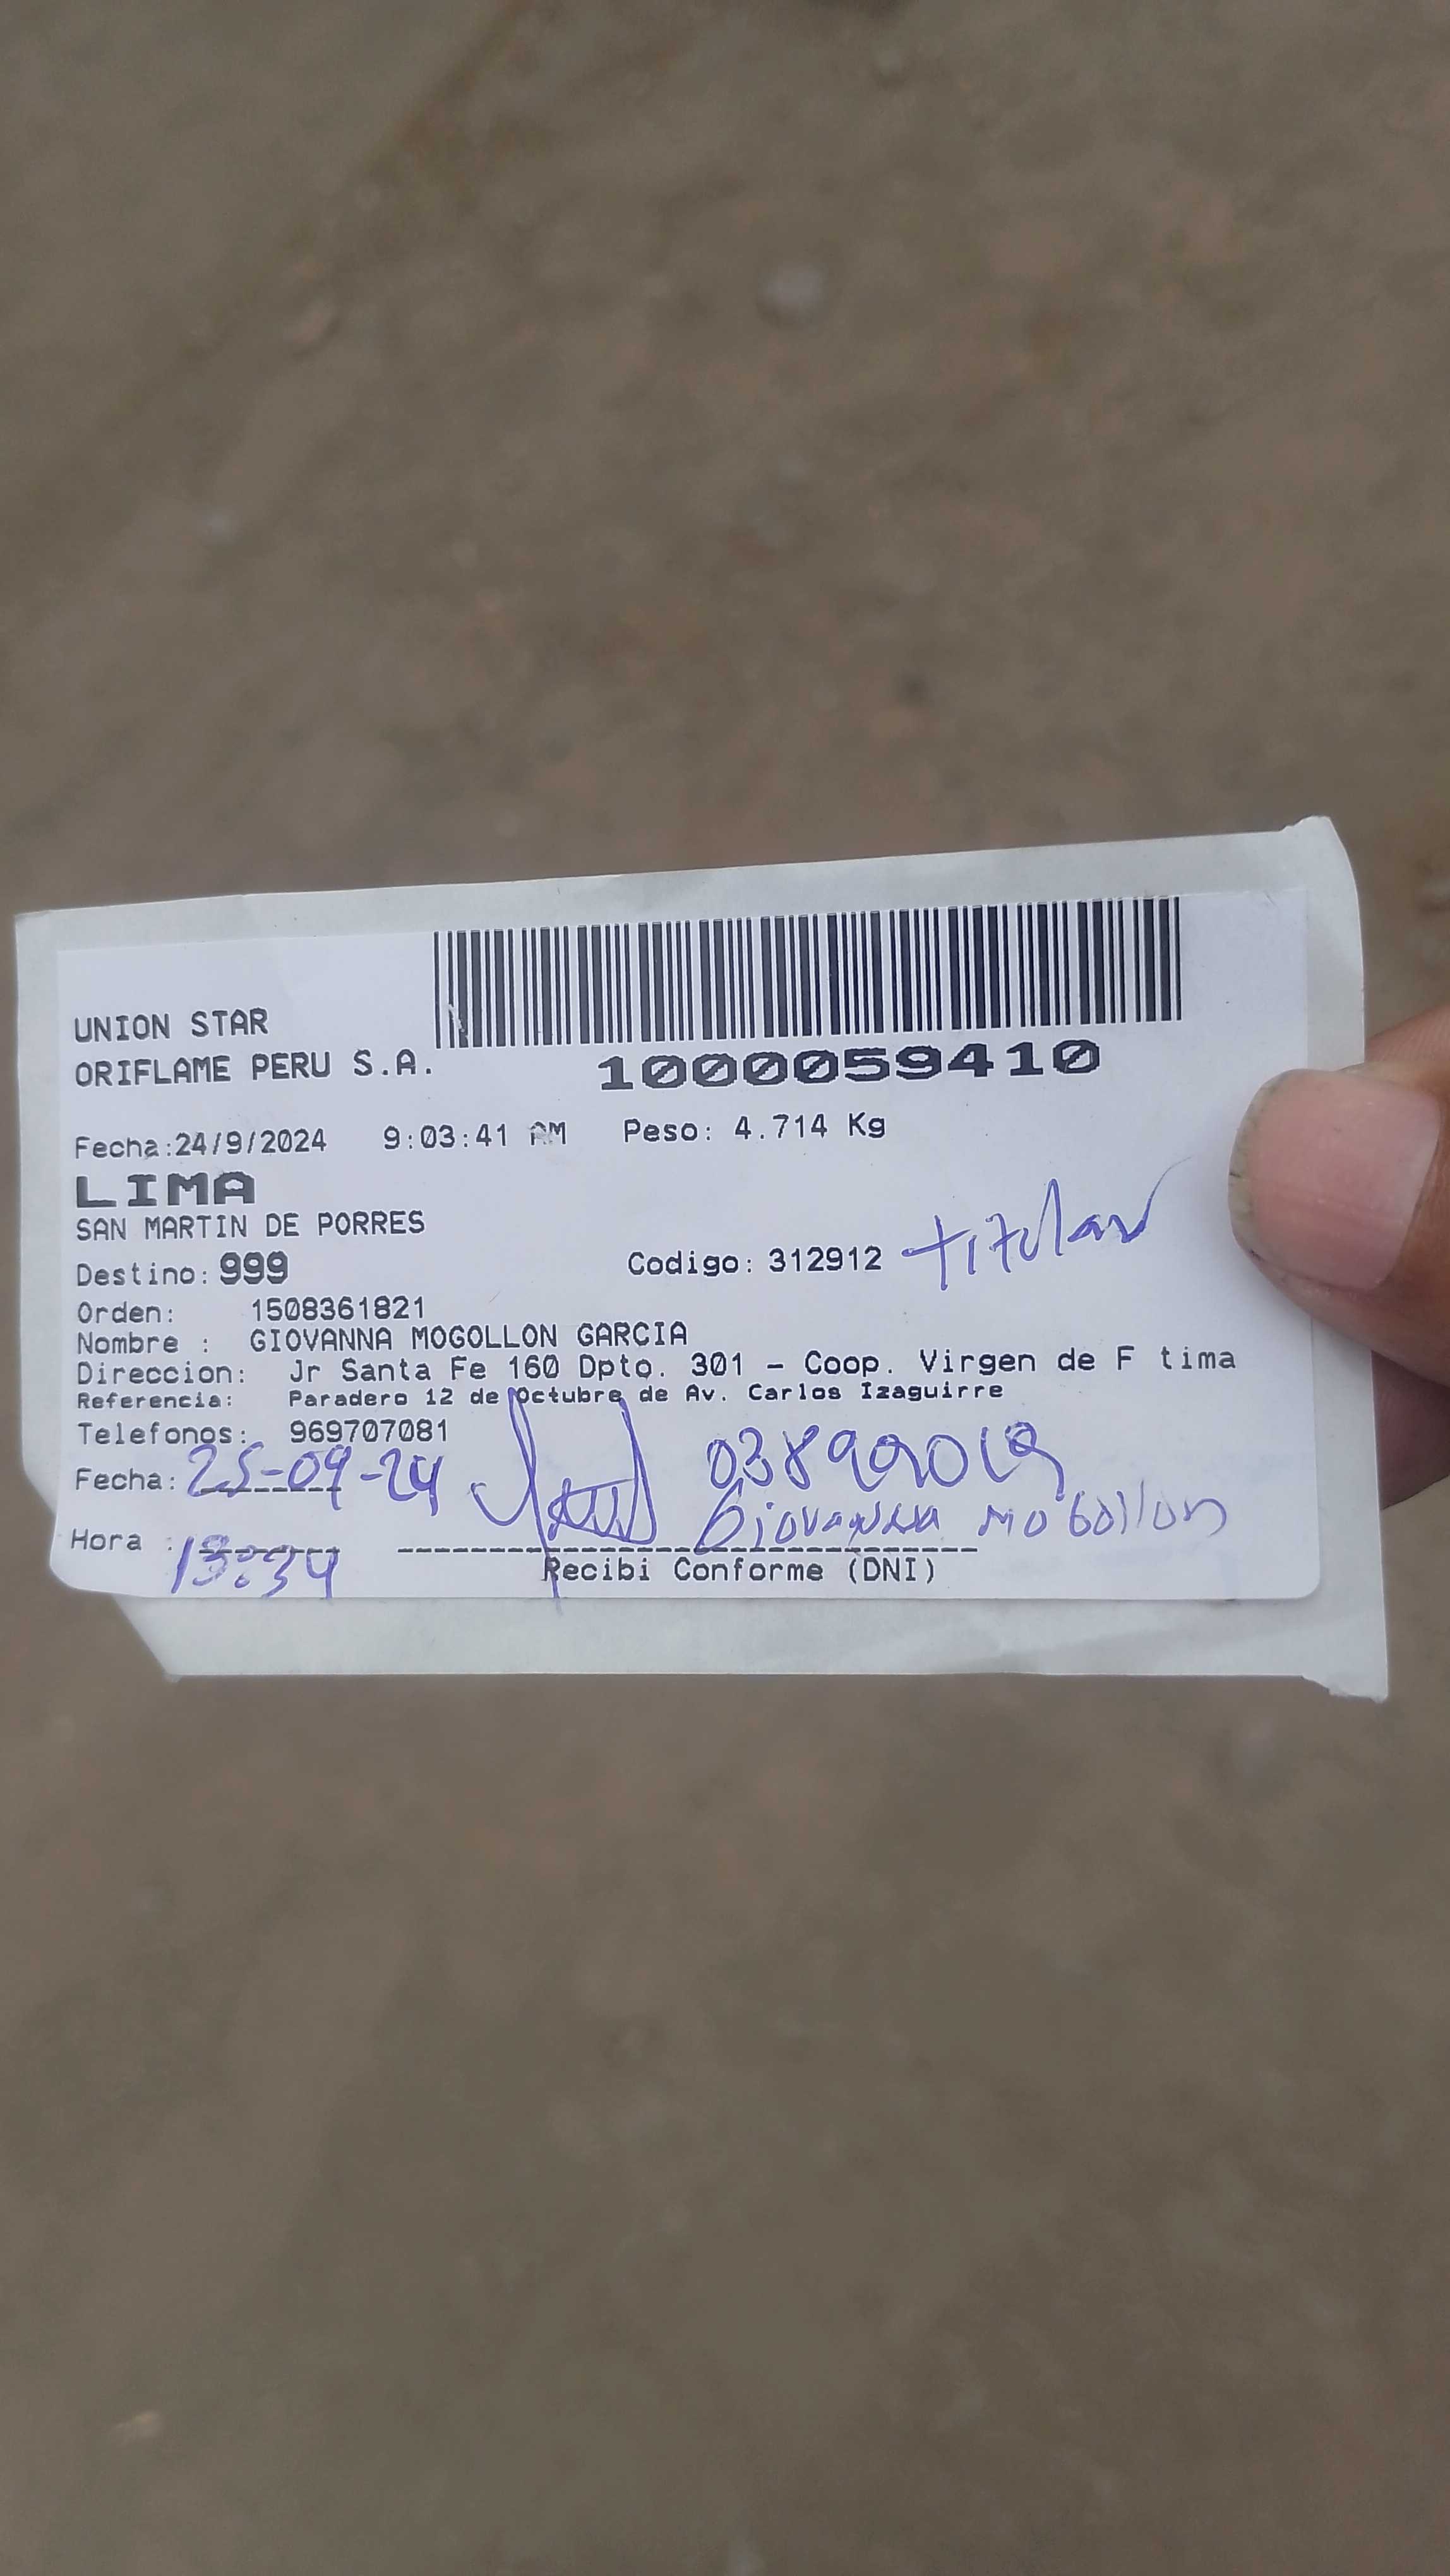 UNION STAR
ORIFLAME PERU S.A.
1000059410
Fecha:24/9/2024 9:03:41 AM Peso: 4.714 Kg
LIMA
SAN MARTIN DE PORRES
Destino: 999 Codigo: 312912 titular
Orden: 1508361821
Nombre : GIOVANNA MOGOLLON GARCIA
Direccion: Jr Santa Fe 160 Dpto. 301 - Coop. Virgen de F tima
Referencia: Paradero 12 de Octubre de Av. Carlos Izaguirre
Telefonos: 969707081
Fecha: 25-09-24
Giovanna Mogollon
Hora :
Recibi Conforme (DNI)